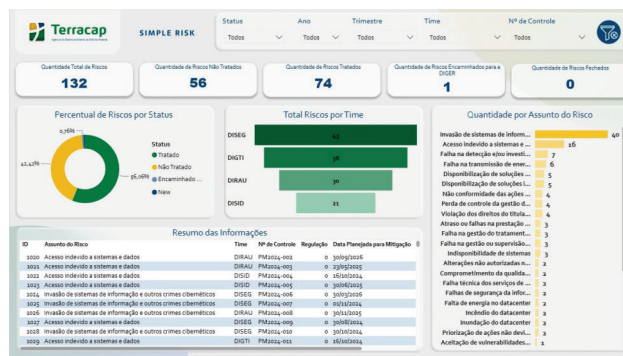 Terracap
SIMPLE RISK
Status
Todos
Ano
Todos
Trimestre
Todos
Time
Todos
Nº de Controle
Todos
Quantidade Total de Riscos
132
Quantidade de Riscos Não Tratados
56
Quantidade de Riscos Tratados
74
Quantidade de Riscos Encaminhados para a
DIGER
1
Quantidade de Riscos Fechados
0
Percentual de Riscos por Status
0,76%
42,42%
56,06%
Status
Tratado
Não Tratado
Encaminhado ...
New
Total Riscos por Time
DISEG
DIGTI
DIRAU 30
DISID 21
Quantidade por Assunto do Risco
Invasão de sistemas de inform... 40
Acesso indevido a sistemas e ... 16
Falha na detecção e/ou investi... 7
Falha na transmissão de ener... 6
Disponibilização de soluções ... 5
Disponibilização de soluções i... 5
Não conformidade das ações ... 4
Perda de controle da gestão d... 4
Violação dos direitos do titula... 4
Atraso ou falhas na prestação ... 3
Falha na gestão do tratament... 3
Falha na gestão ou supervisão... 3
Indisponibilidade de sistemas 3
Alterações não autorizadas n... 2
Comprometimento da qualida... 2
Falha técnica dos serviços de ... 2
Falhas de segurança da infor... 2
Falta de energia no datacenter 2
Incêndio do datacenter 2
Inundação do datacenter 2
Priorização de ações não devi... 2
Aceitação de vulnerabilidades... 1
Resumo das Informações
ID Assunto do Risco Time Nº de Controle Regulação Data Planejada para Mitigação
1020 Acesso indevido a sistemas e dados DIRAU PM2024-002 0 30/09/2026
1021 Acesso indevido a sistemas e dados DIRAU PM2024-003 0 23/05/2025
1022 Acesso indevido a sistemas e dados DISID PM2024-004 0 16/10/2024
1023 Acesso indevido a sistemas e dados DISID PM2024-005 0 30/06/2025
1024 Invasão de sistemas de informação e outros crimes cibernéticos DISEG PM2024-006 0 30/03/2026
1025 Invasão de sistemas de informação e outros crimes cibernéticos DISEG PM2024-007 0 01/11/2024
1026 Invasão de sistemas de informação e outros crimes cibernéticos DIRAU PM2024-008 0 30/11/2025
1027 Acesso indevido a sistemas e dados DISEG PM2024-009 0 30/08/2024
1028 Invasão de sistemas de informação e outros crimes cibernéticos DISEG PM2024-010 0 30/04/2024
1029 Acesso indevido a sistemas e dados DIGTI PM2024-011 0 16/10/2024